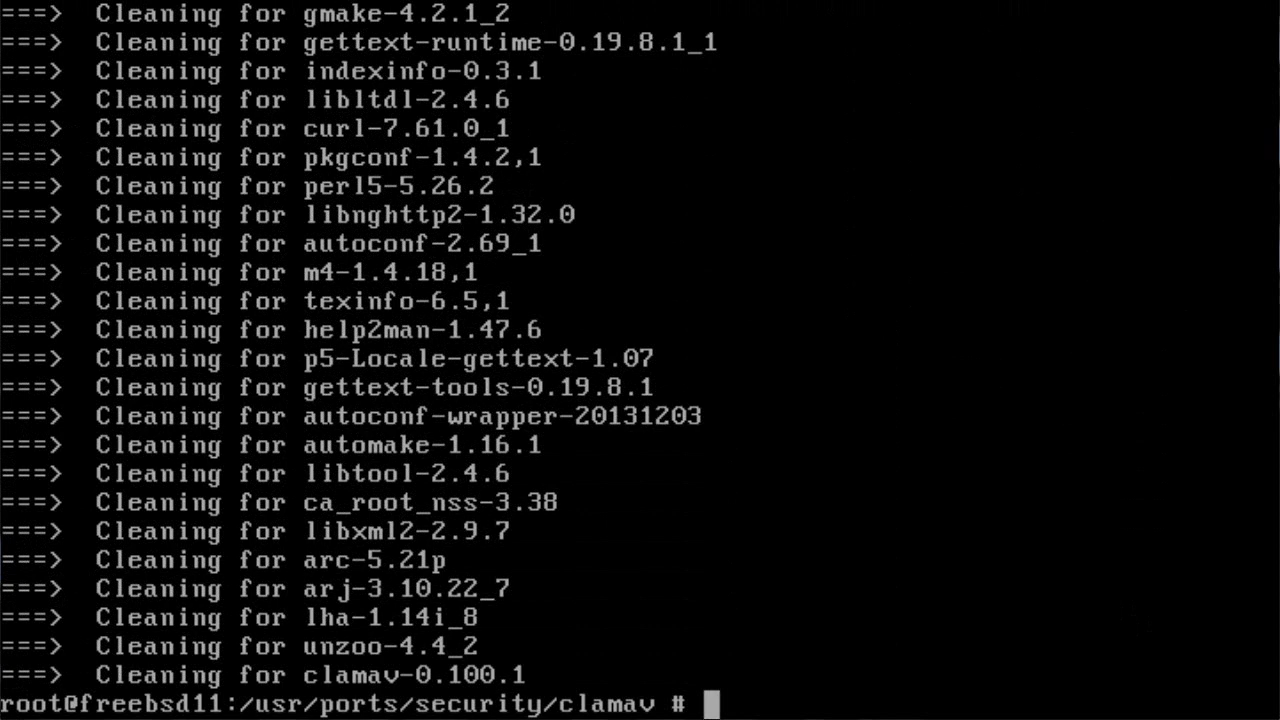 ===>  Cleaning for gmake-4.2.1_2
===>  Cleaning for gettext-runtime-0.19.8.1_1
===>  Cleaning for indexinfo-0.3.1
===>  Cleaning for libltdl-2.4.6
===>  Cleaning for curl-7.61.0_1
===>  Cleaning for pkgconf-1.4.2,1
===>  Cleaning for perl5-5.26.2
===>  Cleaning for libnghttp2-1.32.0
===>  Cleaning for autoconf-2.69_1
===>  Cleaning for m4-1.4.18,1
===>  Cleaning for texinfo-6.5,1
===>  Cleaning for help2man-1.47.6
===>  Cleaning for p5-Locale-gettext-1.07
===>  Cleaning for gettext-tools-0.19.8.1
===>  Cleaning for autoconf-wrapper-20131203
===>  Cleaning for automake-1.16.1
===>  Cleaning for libtool-2.4.6
===>  Cleaning for ca_root_nss-3.38
===>  Cleaning for libxml2-2.9.7
===>  Cleaning for arc-5.21p
===>  Cleaning for arj-3.10.22_7
===>  Cleaning for lha-1.14i_8
===>  Cleaning for unzoo-4.4_2
===>  Cleaning for clamav-0.100.1
root@freebsd11:/usr/ports/security/clamav #